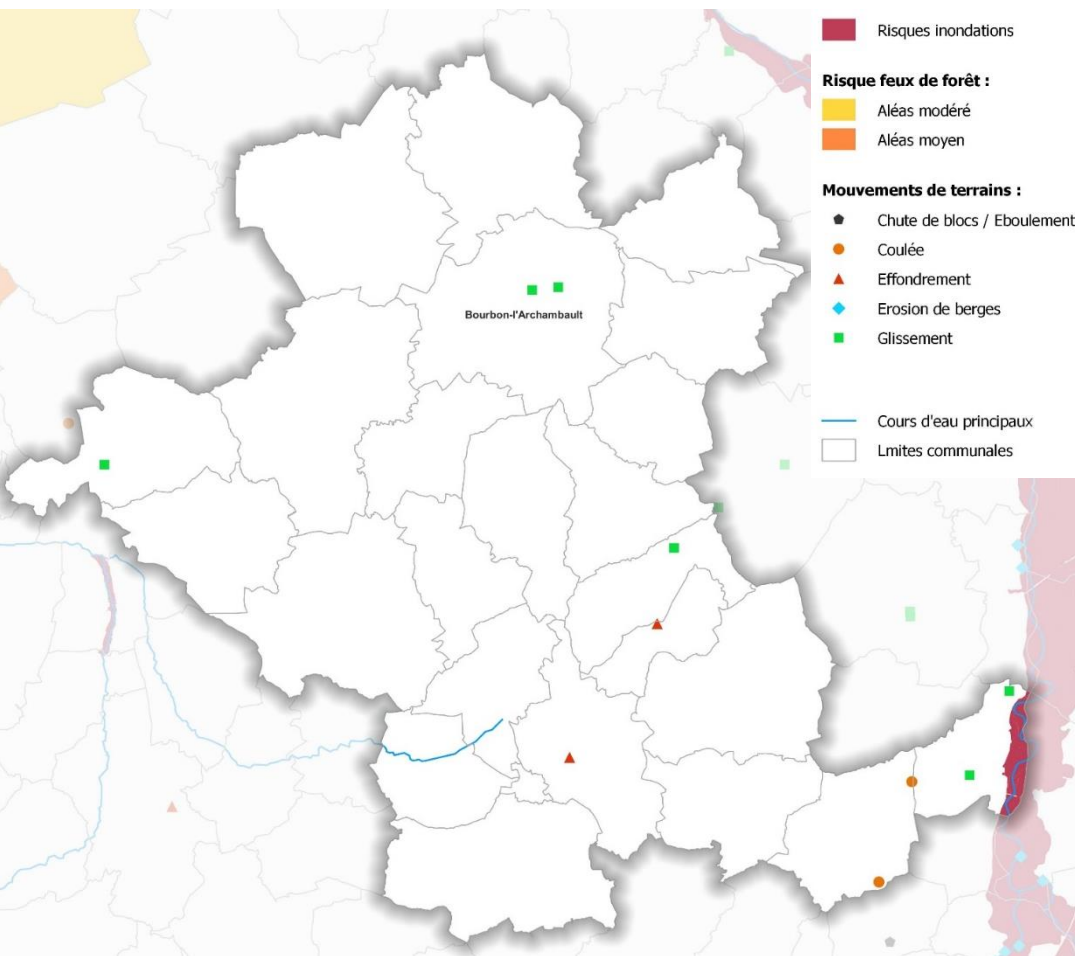 Risques inondations
Risque feux de forêt :
Aléas modéré
Aléas moyen
Mouvements de terrains :
Chute de blocs / Eboulement
Coulée
Effondrement
Erosion de berges
Glissement
Cours d'eau principaux
Lmites communales
Bourbon-l'Archambault